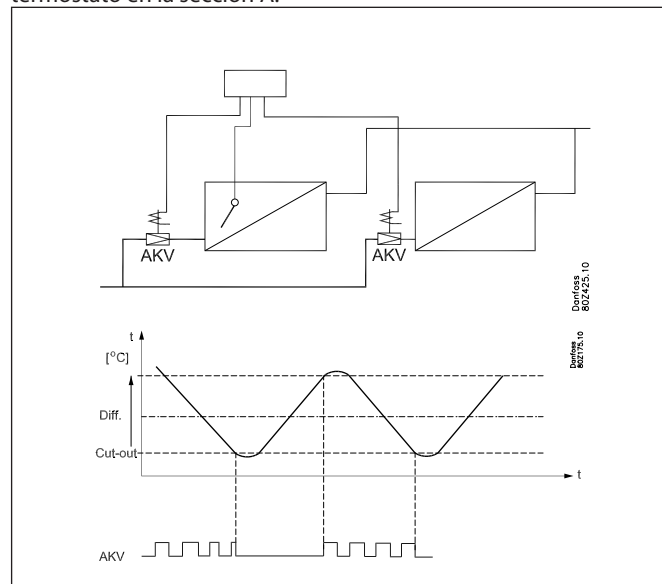 termostato en la sección A.
AKV
AKV
Danfoss
80Z425.10
Danfoss
80Z175.10
t
[°C]
Diff.
Cut-out
t
AKV